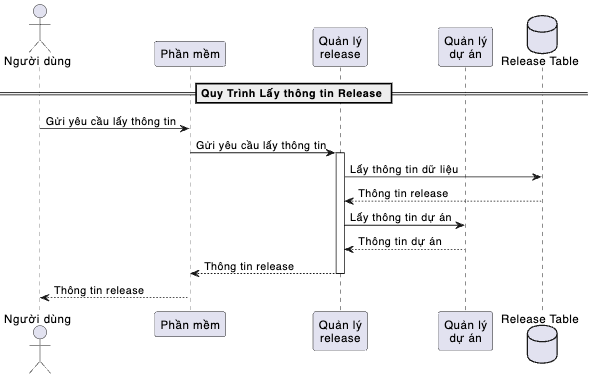 Người dùng
Phần mềm
Quản lý
release
Quản lý
dự án
Release Table
Quy Trình Lấy thông tin Release
Gửi yêu cầu lấy thông tin
Gửi yêu cầu lấy thông tin
Lấy thông tin dữ liệu
Thông tin release
Lấy thông tin dự án
Thông tin dự án
Thông tin release
Thông tin release
Người dùng
Phần mềm
Quản lý
release
Quản lý
dự án
Release Table